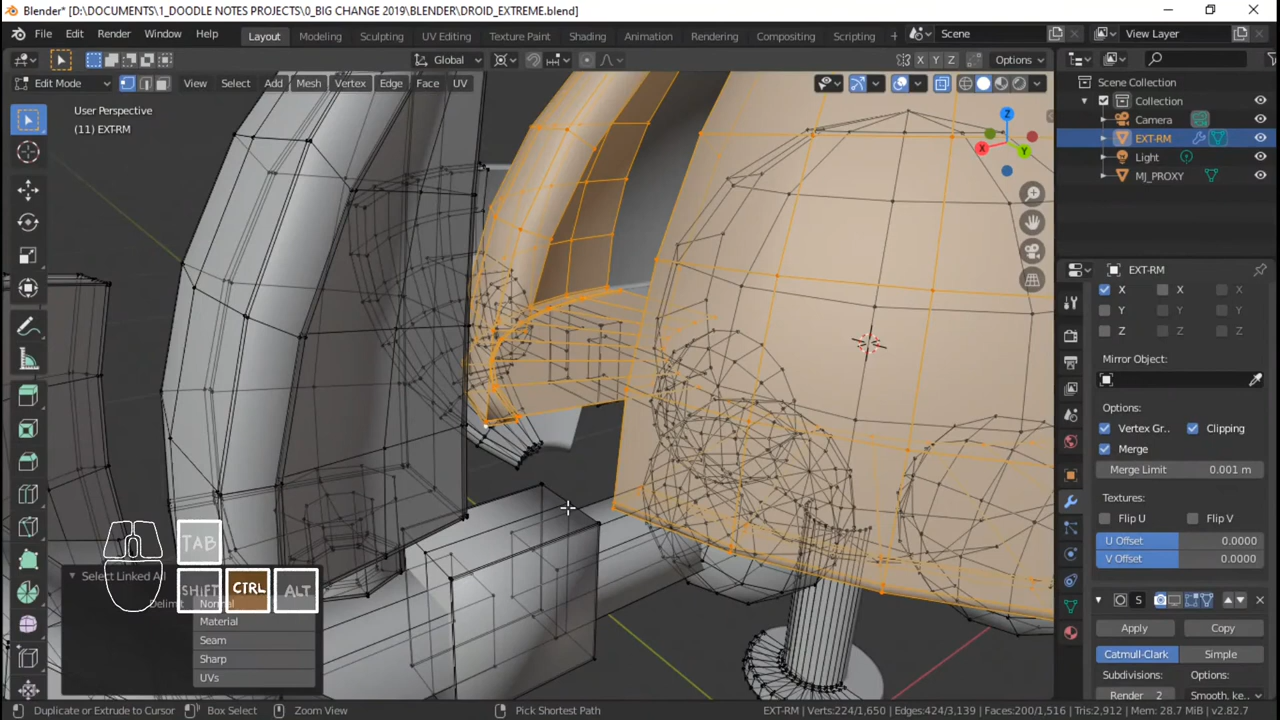 Blender* [D:\DOCUMENTS\1_DOODLE NOTES PROJECTS\0_BIG CHANGE 2019\BLENDER\DROID_EXTREME.blend]
File Edit Render Window Help Layout Modeling Sculpting UV Editing Texture Paint Shading Animation Rendering Compositing Scripting + Scene View Layer
Global X Y Z Options
Edit Mode View Select Add Mesh Vertex Edge Face UV
User Perspective
(11) EXTRM
Scene Collection
Collection
Camera
EXT-RM
Light
MJ_PROXY
Z
X
Y
EXT-RM
X X X
Y Y Y
Z Z Z
Mirror Object:
Options:
Vertex Gr.. Clipping
Merge
Merge Limit 0.001 m
Textures:
Flip U Flip V
U Offset 0.0000
V Offset 0.0000
S
Apply Copy
Catmull-Clark Simple
Subdivisions: Options:
Render 2 Smooth, ke..
TAB
SHIFT CTRL ALT
Select Linked All
Delimit Normal
Material
Seam
Sharp
UVs
Duplicate or Extrude to Cursor Box Select Zoom View Pick Shortest Path EXT-RM | Verts:224/1,650 | Edges:424/3,139 | Faces:200/1,516 | Tris:2,912 | Mem: 28.7 MiB | v2.82.7